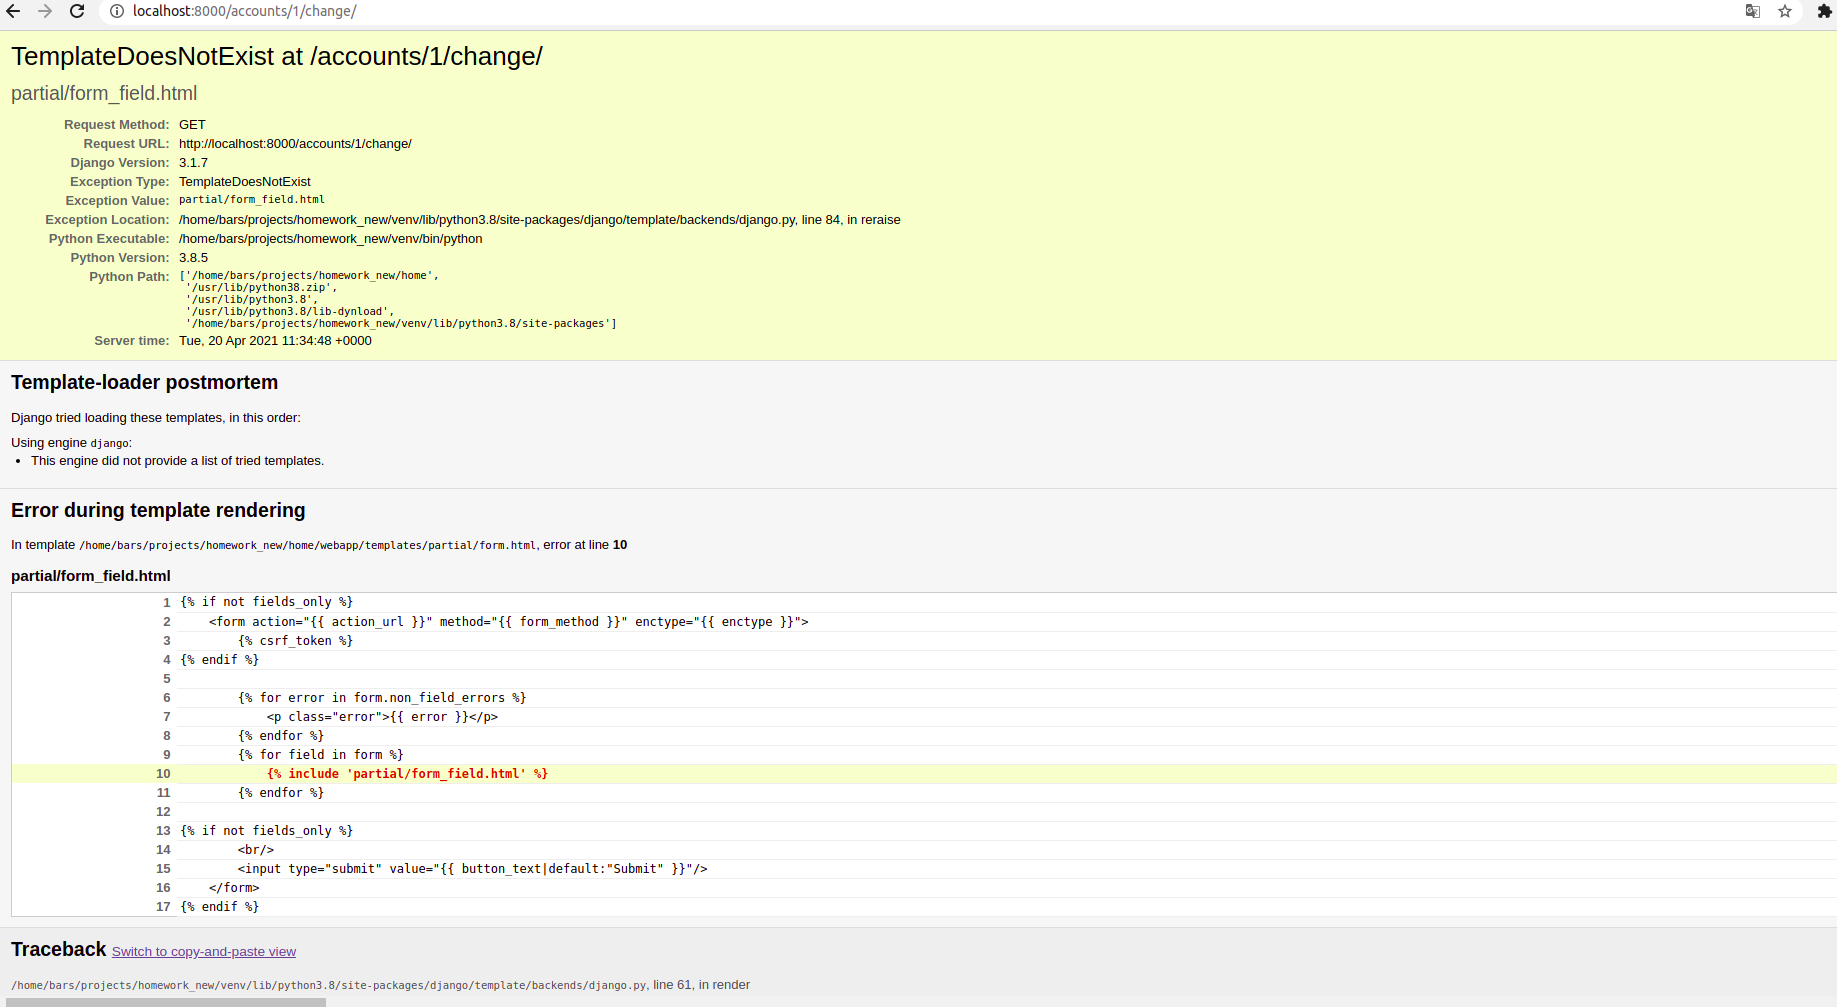 localhost:8000/accounts/1/change/
TemplateDoesNotExist at /accounts/1/change/
partial/form_field.html
Request Method: GET
Request URL: http://localhost:8000/accounts/1/change/
Django Version: 3.1.7
Exception Type: TemplateDoesNotExist
Exception Value: partial/form_field.html
Exception Location: /home/bars/projects/homework_new/venv/lib/python3.8/site-packages/django/template/backends/django.py, line 84, in reraise
Python Executable: /home/bars/projects/homework_new/venv/bin/python
Python Version: 3.8.5
Python Path: ['/home/bars/projects/homework_new/home',
'/usr/lib/python38.zip',
'/usr/lib/python3.8',
'/usr/lib/python3.8/lib-dynload',
'/home/bars/projects/homework_new/venv/lib/python3.8/site-packages']
Server time: Tue, 20 Apr 2021 11:34:48 +0000
Template-loader postmortem
Django tried loading these templates, in this order:
Using engine django:
• This engine did not provide a list of tried templates.
Error during template rendering
In template /home/bars/projects/homework_new/home/webapp/templates/partial/form.html, error at line 10
partial/form_field.html
1 {% if not fields_only %}
2 <form action="{{ action_url }}" method="{{ form_method }}" enctype="{{ enctype }}">
3 {% csrf_token %}
4 {% endif %}
5
6 {% for error in form.non_field_errors %}
7 <p class="error">{{ error }}</p>
8 {% endfor %}
9 {% for field in form %}
10 {% include 'partial/form_field.html' %}
11 {% endfor %}
12
13 {% if not fields_only %}
14 <br/>
15 <input type="submit" value="{{ button_text|default:"Submit" }}"/>
16 </form>
17 {% endif %}
Traceback Switch to copy-and-paste view
/home/bars/projects/homework_new/venv/lib/python3.8/site-packages/django/template/backends/django.py, line 61, in render